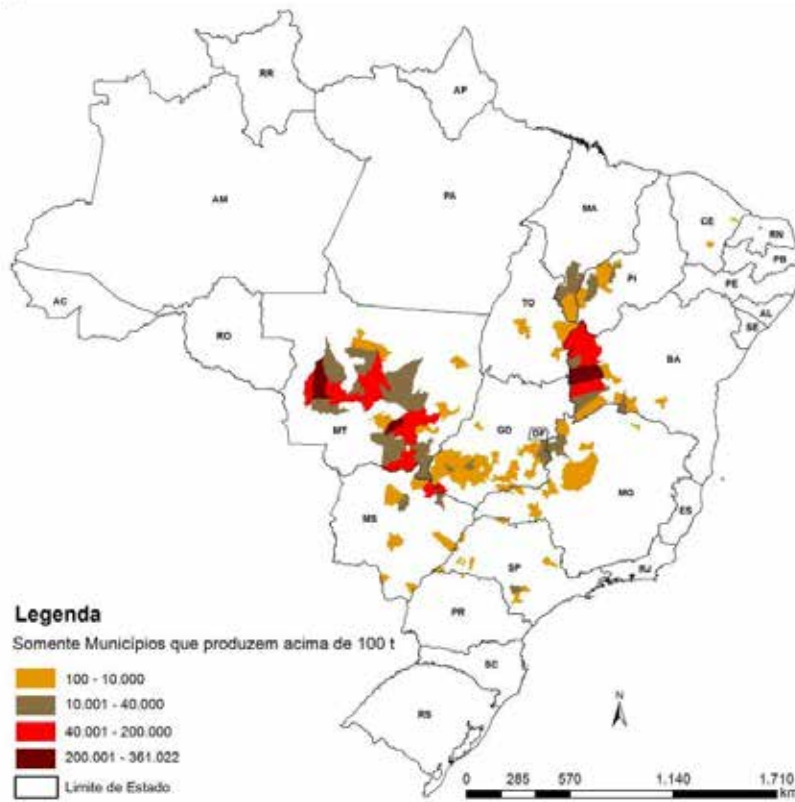 RR
AP
AM
PA
MA
CE
RN
PB
PI
PE
AL
SE
AC
TO
RO
BA
MT
GO
DF
MG
ES
MS
SP
RJ
PR
SC
RS
Legenda
Somente Municípios que produzem acima de 100 t
100 - 10.000
10.001 - 40.000
40.001 - 200.000
200.001 - 361.022
Limite de Estado
N
0 285 570 1.140 1.710
km